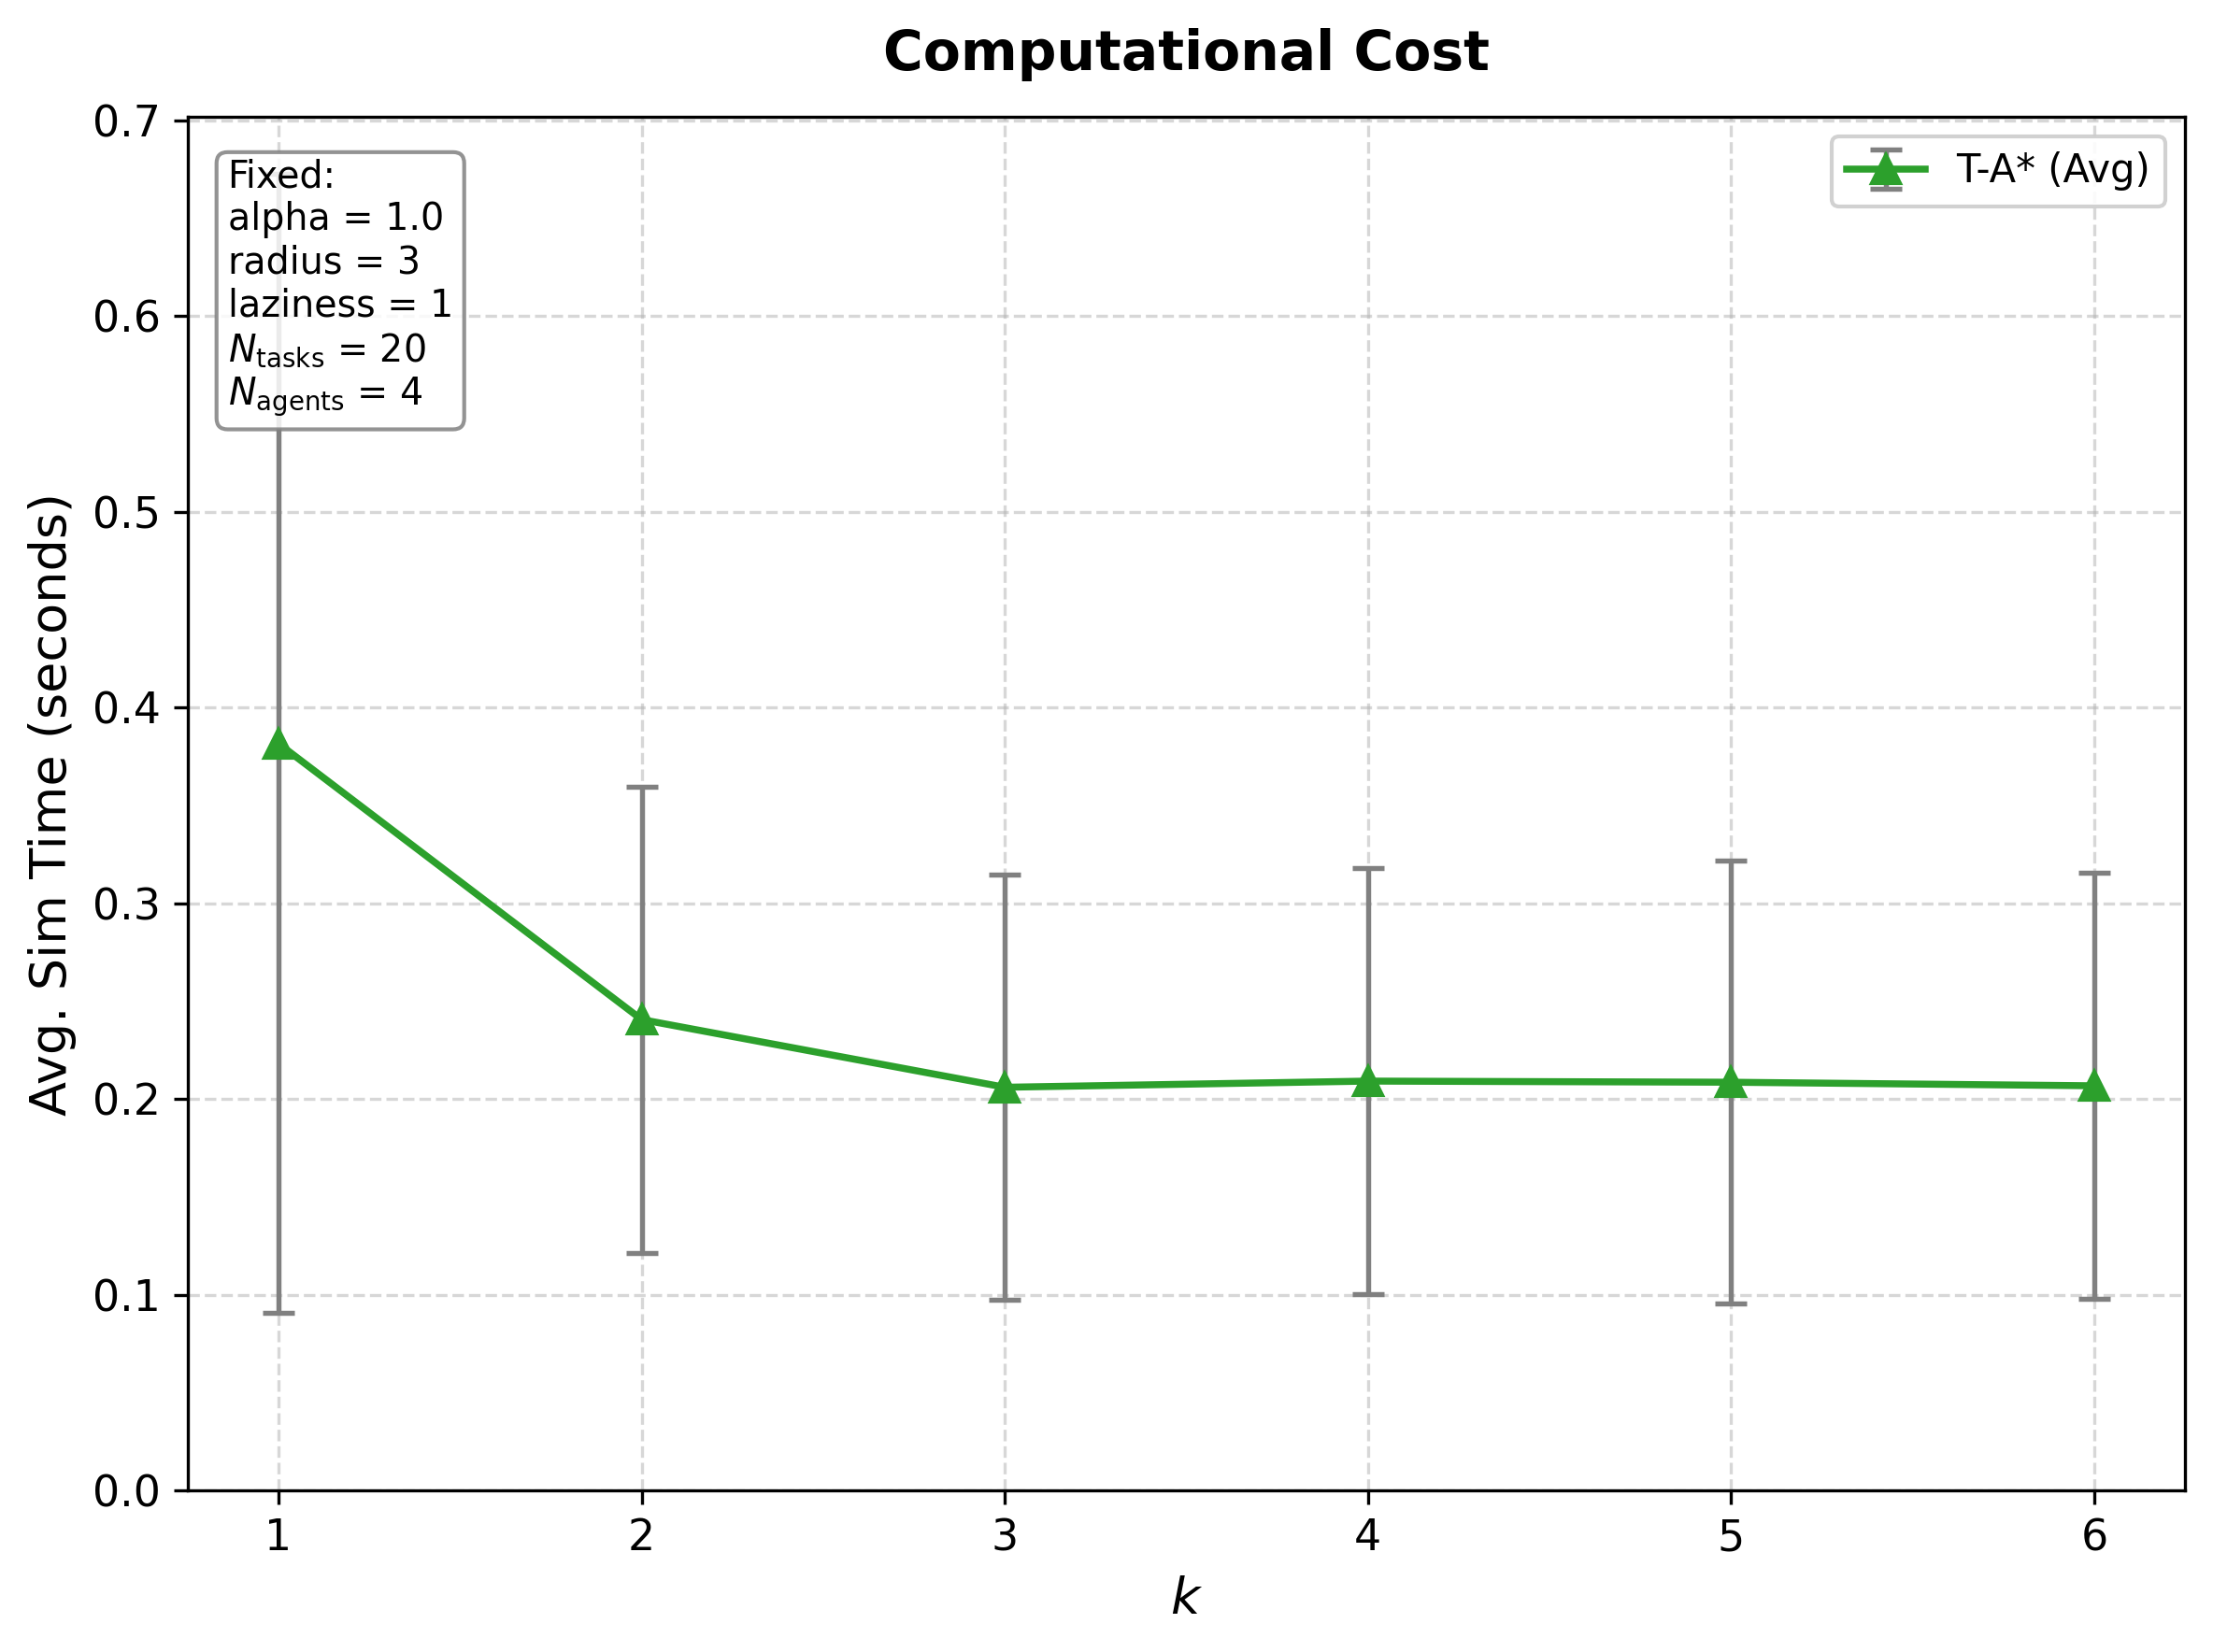 Computational Cost
0.7
0.6
0.5
0.4
0.3
0.2
0.1
0.0
Avg. Sim Time (seconds)
Fixed:
alpha = 1.0
radius = 3
laziness = 1
N_tasks = 20
N_agents = 4
T-A* (Avg)
1 2 3 4 5 6
k